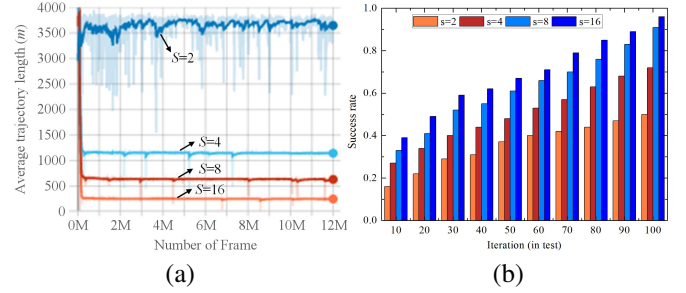 Average trajectory length (m)
4000
3500
3000
2500
2000
1500
1000
500
0
S=2
S=4
S=8
S=16
0M 2M 4M 6M 8M 10M 12M
Number of Frame
(a)
s=2 s=4 s=8 s=16
Success rate
1.0
0.8
0.6
0.4
0.2
0.0
10 20 30 40 50 60 70 80 90 100
Iteration (in test)
(b)